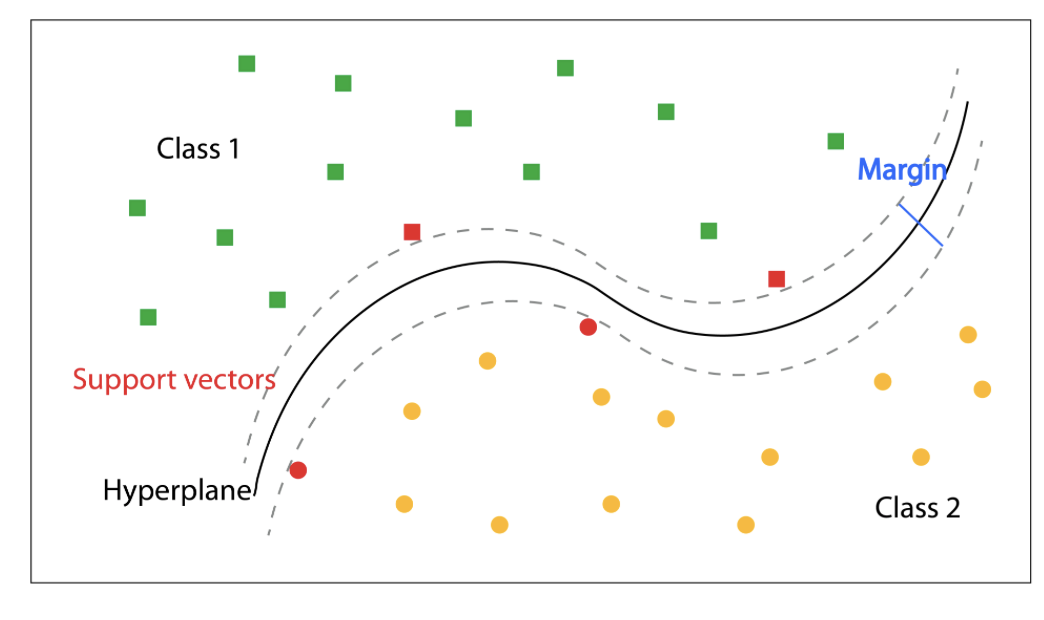 Class 1
Margin
Support vectors
Hyperplane
Class 2